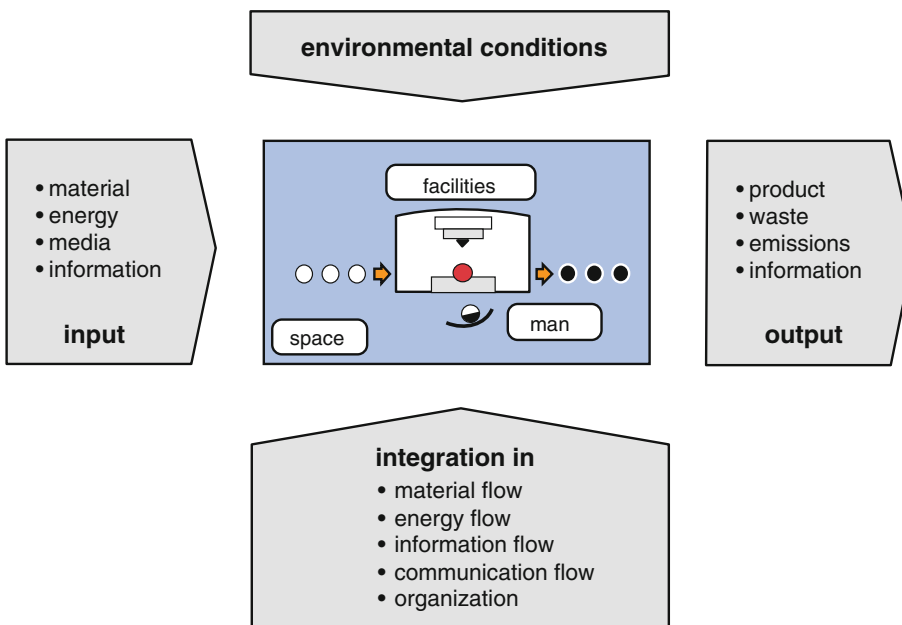 environmental conditions
• material
• energy
• media
• information
input
facilities
man
space
• product
• waste
• emissions
• information
output
integration in
• material flow
• energy flow
• information flow
• communication flow
• organization